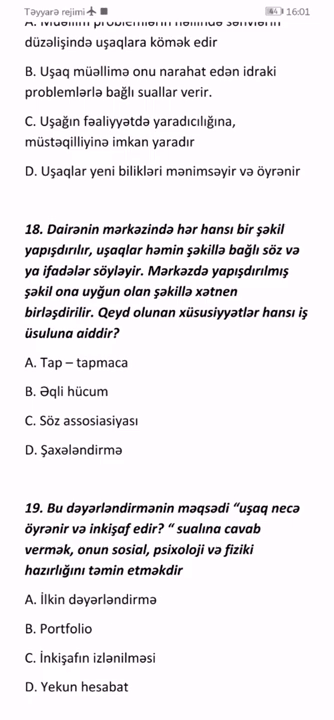 Təyyarə rejimi 16:01
A. Müəllim problemlərin həllində səhvlərin
düzəlişində uşaqlara kömək edir
B. Uşaq müəllimə onu narahat edən idraki
problemlərlə bağlı suallar verir.
C. Uşağın fəaliyyətdə yaradıcılığına,
müstəqilliyinə imkan yaradır
D. Uşaqlar yeni bilikləri mənimsəyir və öyrənir
18. Dairənin mərkəzində hər hansı bir şəkil
yapışdırılır, uşaqlar həmin şəkillə bağlı söz və
ya ifadələr söyləyir. Mərkəzdə yapışdırılmış
şəkil ona uyğun olan şəkillə xətnen
birləşdirilir. Qeyd olunan xüsusiyyətlər hansı iş
üsuluna aiddir?
A. Tap – tapmaca
B. Əqli hücum
C. Söz assosiasiyası
D. Şaxələndirmə
19. Bu dəyərləndirmənin məqsədi “uşaq necə
öyrənir və inkişaf edir? “ sualına cavab
vermək, onun sosial, psixoloji və fiziki
hazırlığını təmin etməkdir
A. İlkin dəyərləndirmə
B. Portfolio
C. İnkişafın izlənilməsi
D. Yekun hesabat